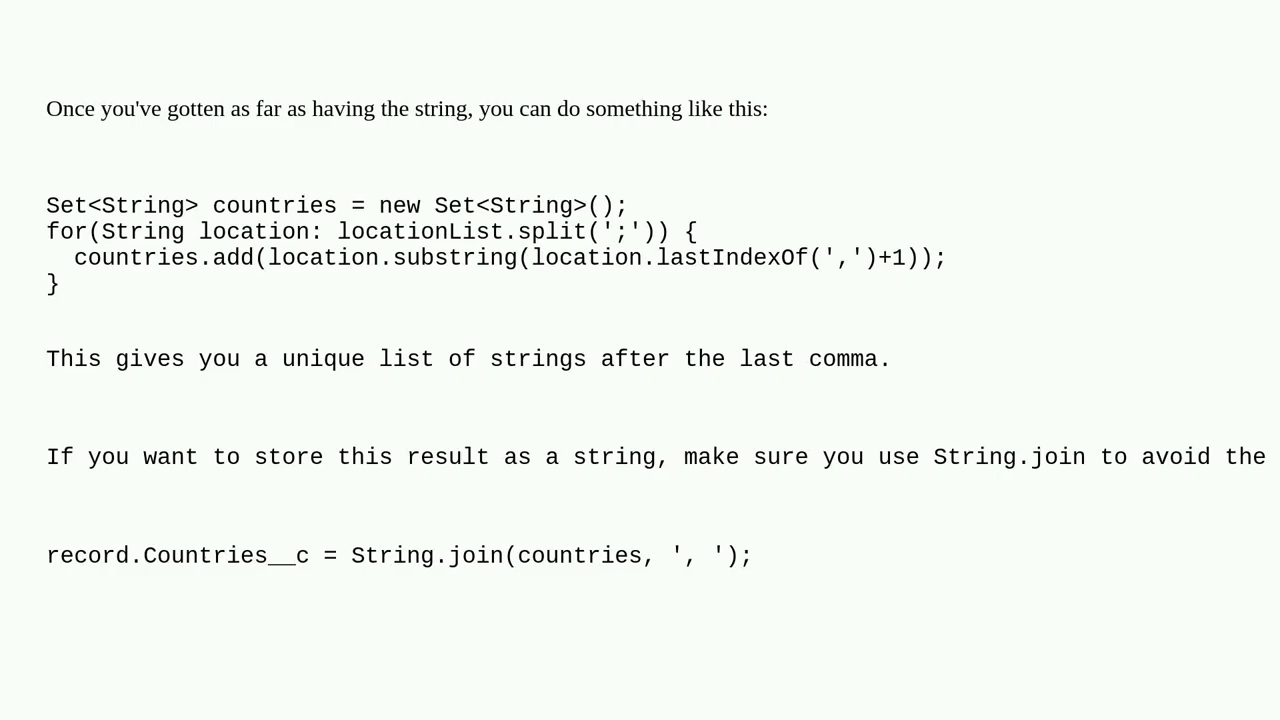 Once you've gotten as far as having the string, you can do something like this:
Set<String> countries = new Set<String>();
for(String location: locationList.split(';')) {
  countries.add(location.substring(location.lastIndexOf(',')+1));
}
This gives you a unique list of strings after the last comma.
If you want to store this result as a string, make sure you use String.join to avoid the
record.Countries__c = String.join(countries, ', ');